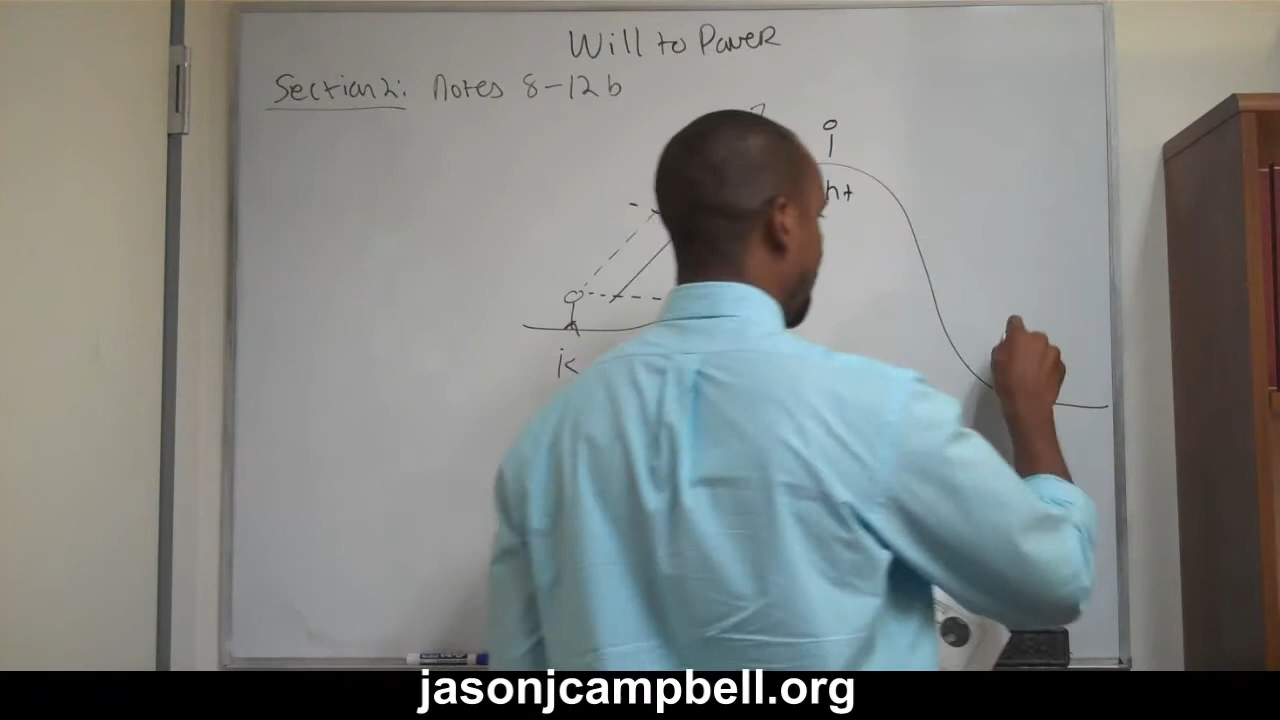 Will to Power
Section 2: Notes 8-12b
k
jasonjcampbell.org